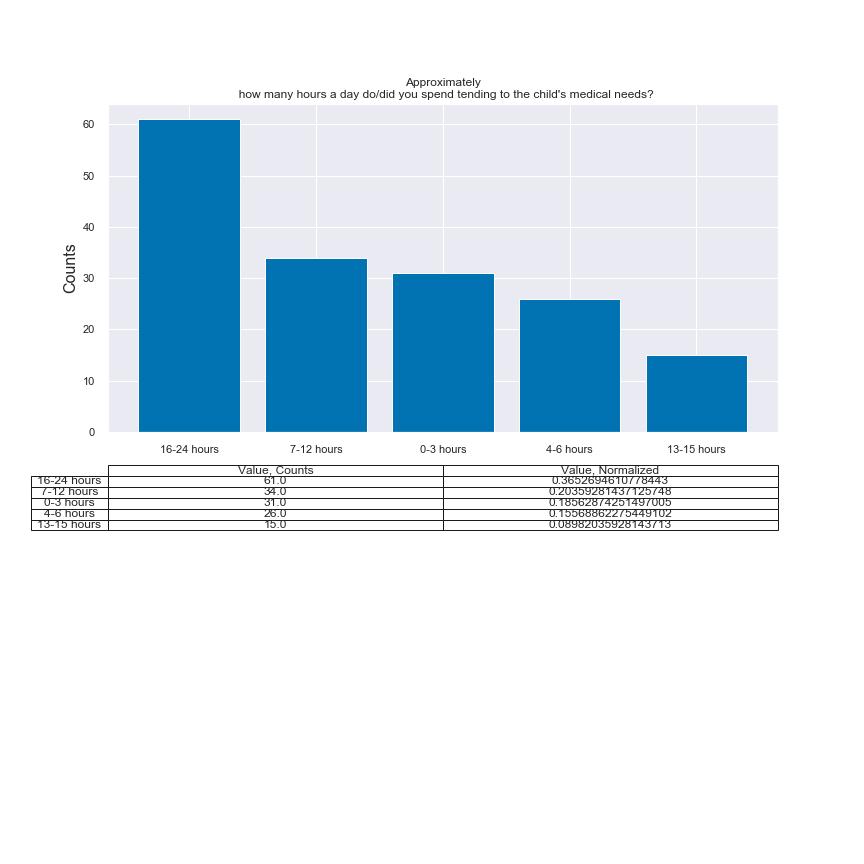 Approximately
how many hours a day do/did you spend tending to the child's medical needs?
Counts
60
50
40
30
20
10
0
16-24 hours 7-12 hours 0-3 hours 4-6 hours 13-15 hours
Value, Counts Value, Normalized
16-24 hours 61.0 0.3652694610778443
7-12 hours 34.0 0.20359281437125748
0-3 hours 31.0 0.18562874251497005
4-6 hours 26.0 0.15568862275449102
13-15 hours 15.0 0.08982035928143713